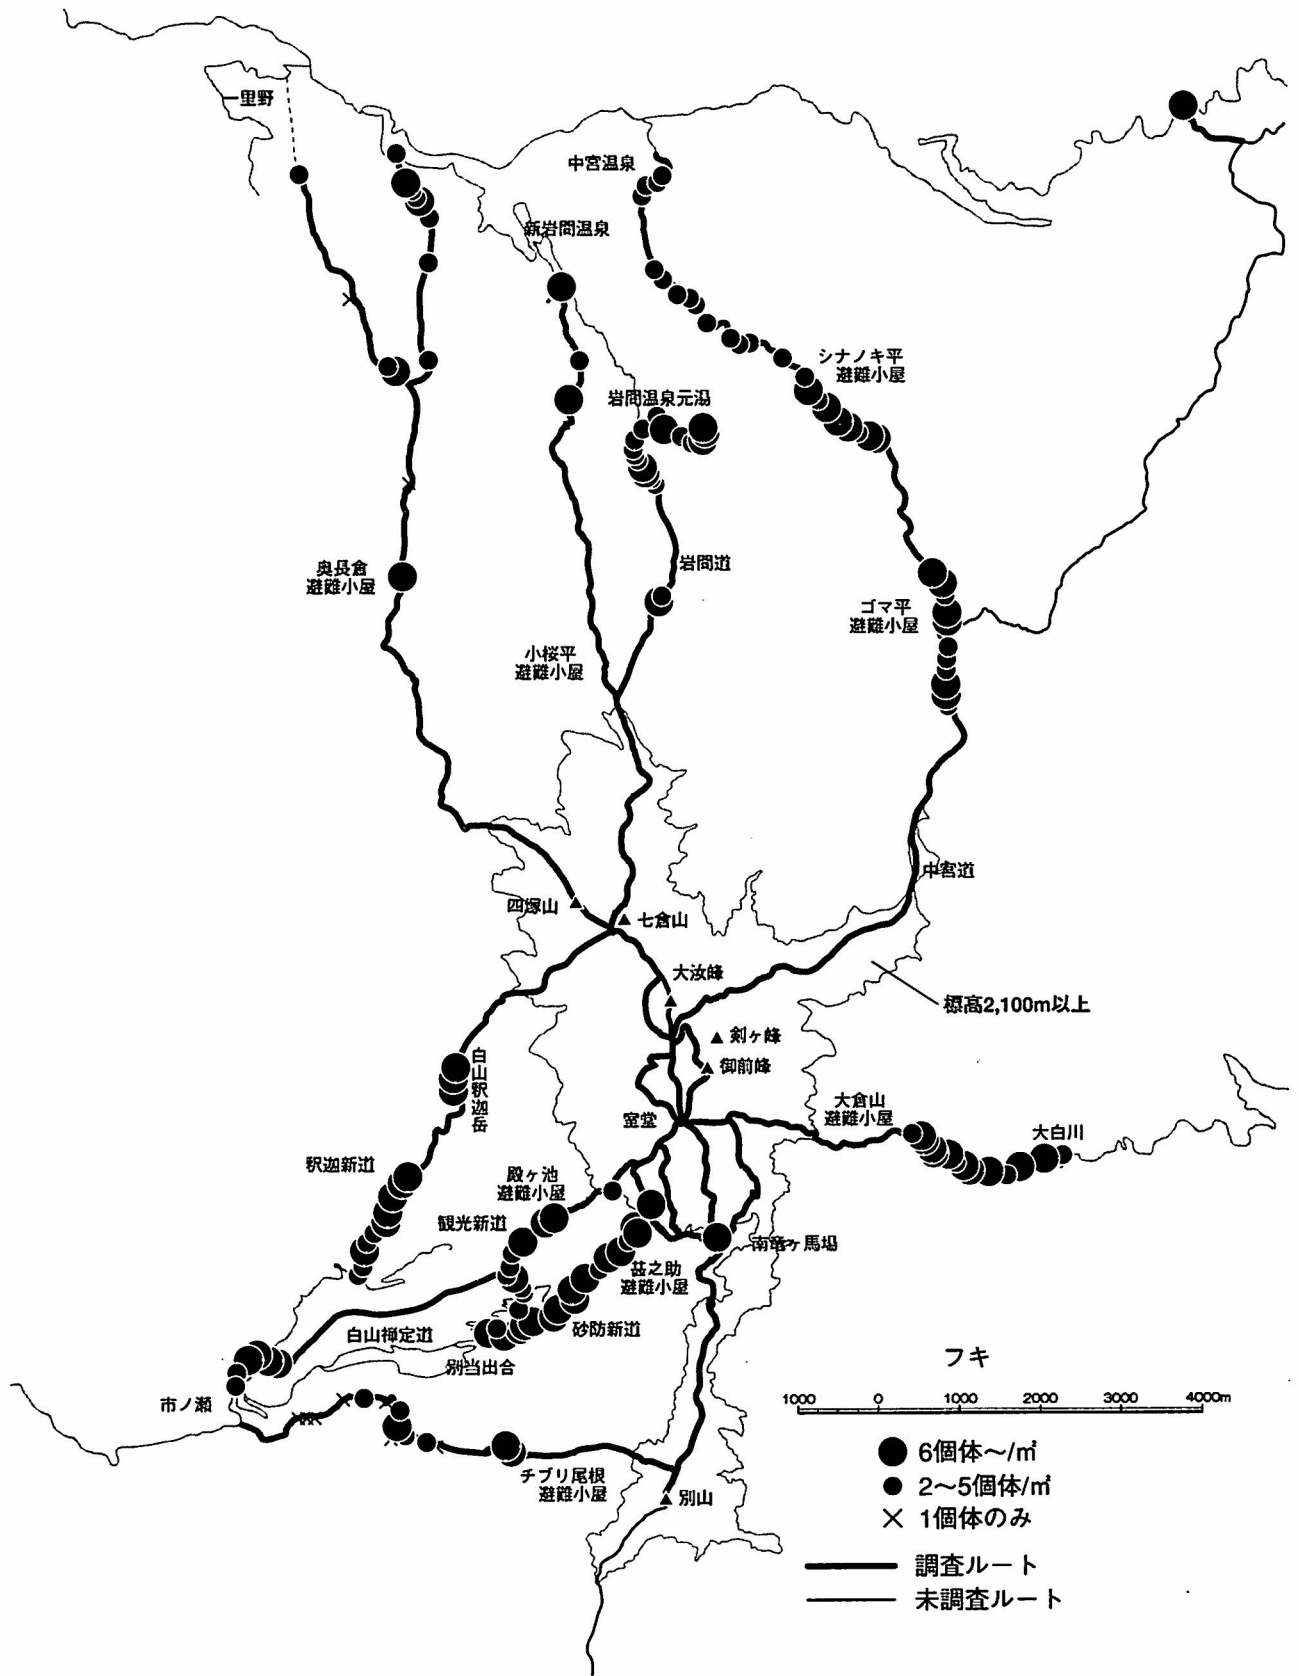 一里野
中宮温泉
新岩間温泉
シナノキ平
避難小屋
岩間温泉元湯
岩間道
奥長倉
避難小屋
ゴマ平
避難小屋
小桜平
避難小屋
中宮道
四塚山
七倉山
大汝峰
標高2,100m以上
剣ヶ峰
御前峰
白山釈迦岳
大倉山
避難小屋
室堂
大白川
釈迦新道
殿ヶ池
避難小屋
観光新道
南竜ヶ馬場
甚之助
避難小屋
砂防新道
白山禅定道
別当出合
市ノ瀬
チブリ尾根
避難小屋
別山
フキ
1000 0 1000 2000 3000 4000m
6個体〜/㎡
2〜5個体/㎡
1個体のみ
調査ルート
未調査ルート